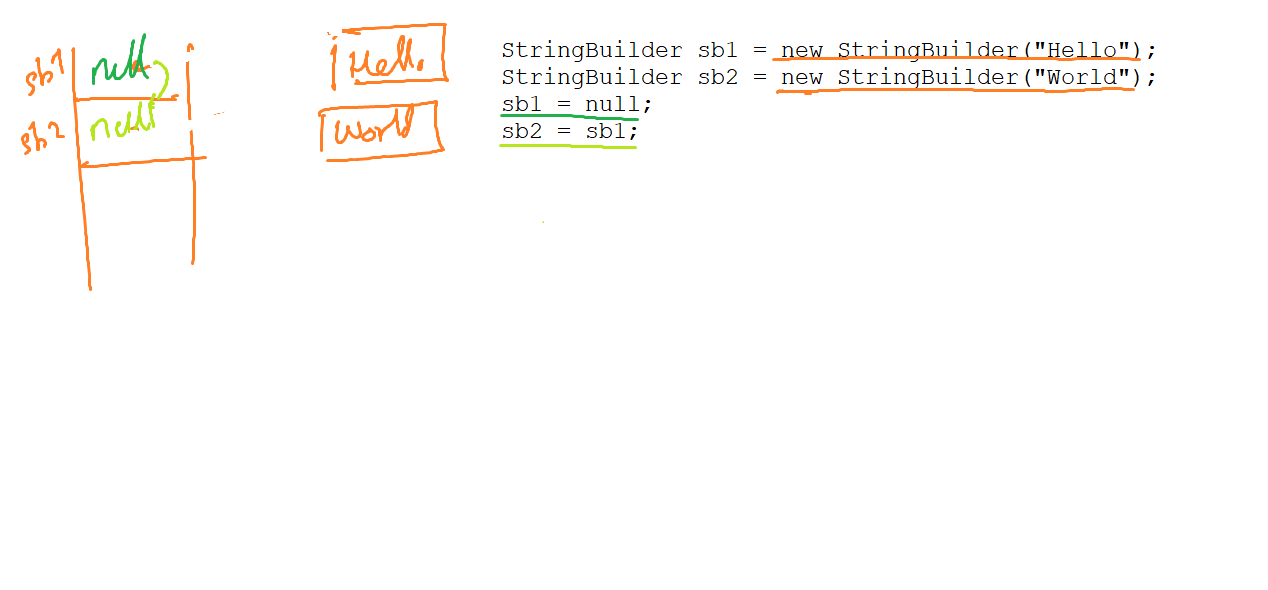 sb1 null
sb2 null
Hello
World
StringBuilder sb1 = new StringBuilder("Hello");
StringBuilder sb2 = new StringBuilder("World");
sb1 = null;
sb2 = sb1;